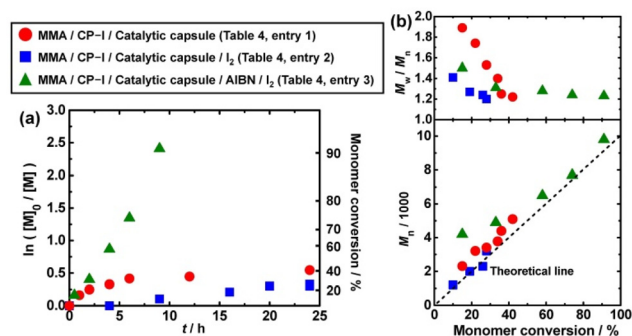 MMA / CP−I / Catalytic capsule (Table 4, entry 1)
MMA / CP−I / Catalytic capsule / I2 (Table 4, entry 2)
MMA / CP−I / Catalytic capsule / AIBN / I2 (Table 4, entry 3)
(a)
3.0
2.5
2.0
1.5
1.0
0.5
0.0
ln ([M]0 / [M])
90
80
70
60
40
20
Monomer conversion / %
0 5 10 15 20 25
t / h
(b)
2.0
1.8
1.6
1.4
1.2
1.0
Mw / Mn
10
8
6
4
2
0
Mn / 1000
Theoretical line
0 20 40 60 80 100
Monomer conversion / %